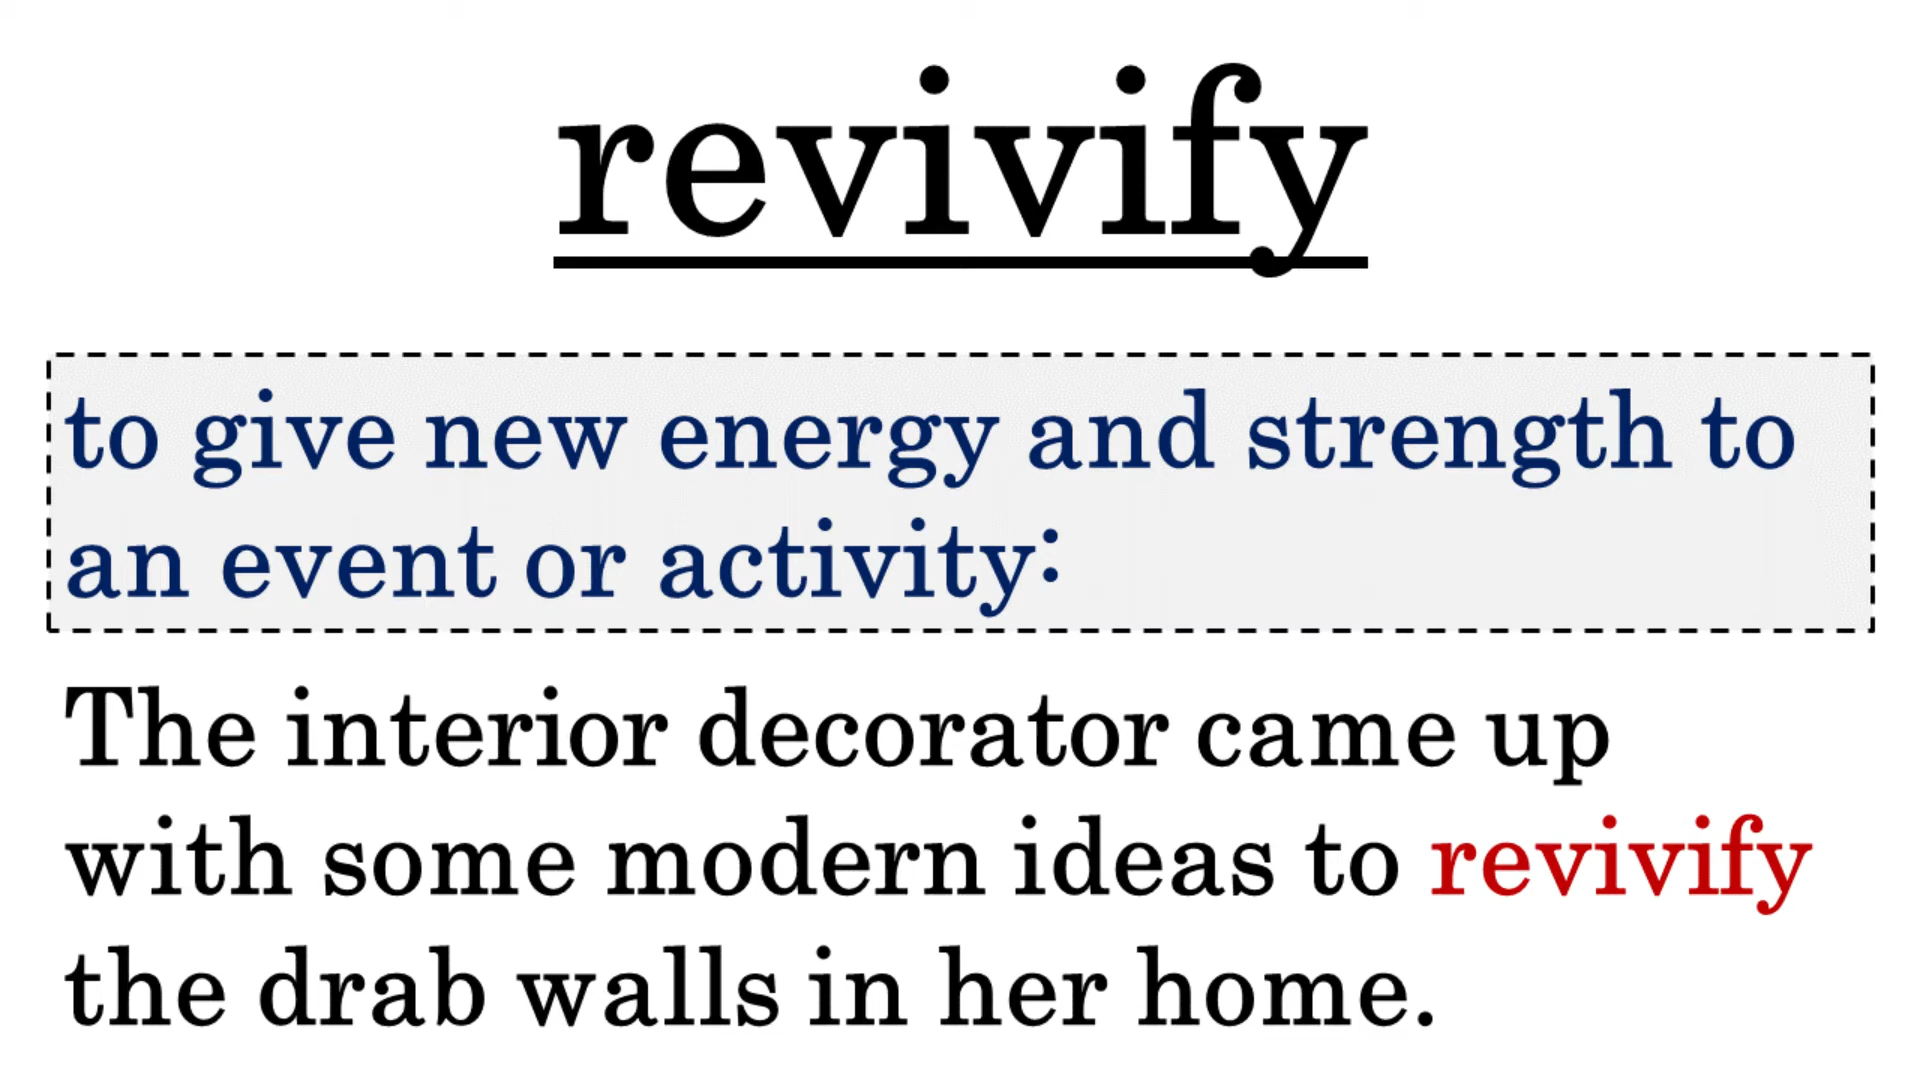 revivify
to give new energy and strength to
an event or activity:
The interior decorator came up
with some modern ideas to revivify
the drab walls in her home.